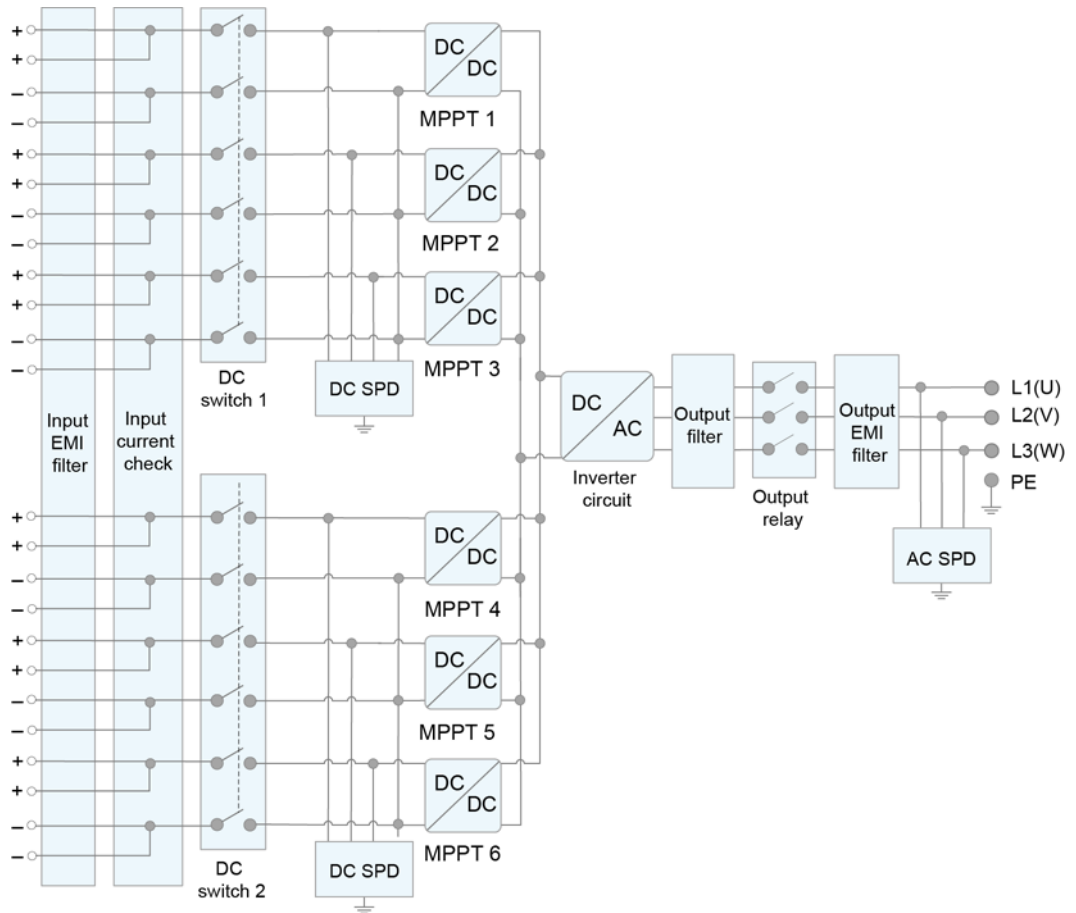 +
+
−
−
+
+
−
−
+
+
−
−
Input
EMI
filter
Input
current
check
DC
switch 1
DC SPD
DC
DC
MPPT 1
DC
DC
MPPT 2
DC
DC
MPPT 3
DC
AC
Inverter
circuit
Output
filter
Output
relay
Output
EMI
filter
L1(U)
L2(V)
L3(W)
PE
AC SPD
+
+
−
−
+
+
−
−
+
+
−
−
DC
switch 2
DC SPD
DC
DC
MPPT 4
DC
DC
MPPT 5
DC
DC
MPPT 6